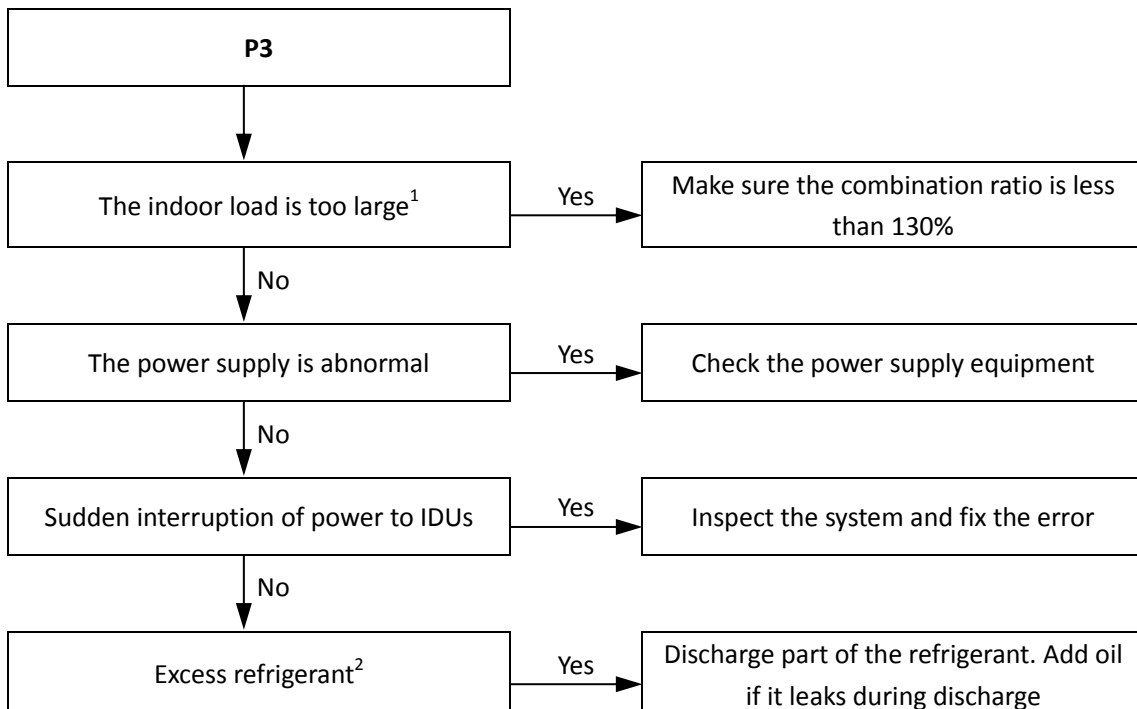 P3
The indoor load is too large1
Yes
Make sure the combination ratio is less
than 130%
No
The power supply is abnormal
Yes
Check the power supply equipment
No
Sudden interruption of power to IDUs
Yes
Inspect the system and fix the error
No
Excess refrigerant2
Yes
Discharge part of the refrigerant. Add oil
if it leaks during discharge